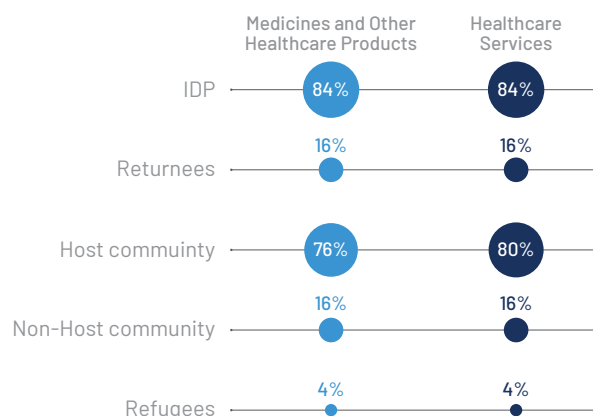 Medicines and Other Healthcare
Healthcare Products Services
IDP 84% 84%
16% 16%
Returnees
Host commuinty 76% 80%
16% 16%
Non-Host community
4% 4%
Refugees